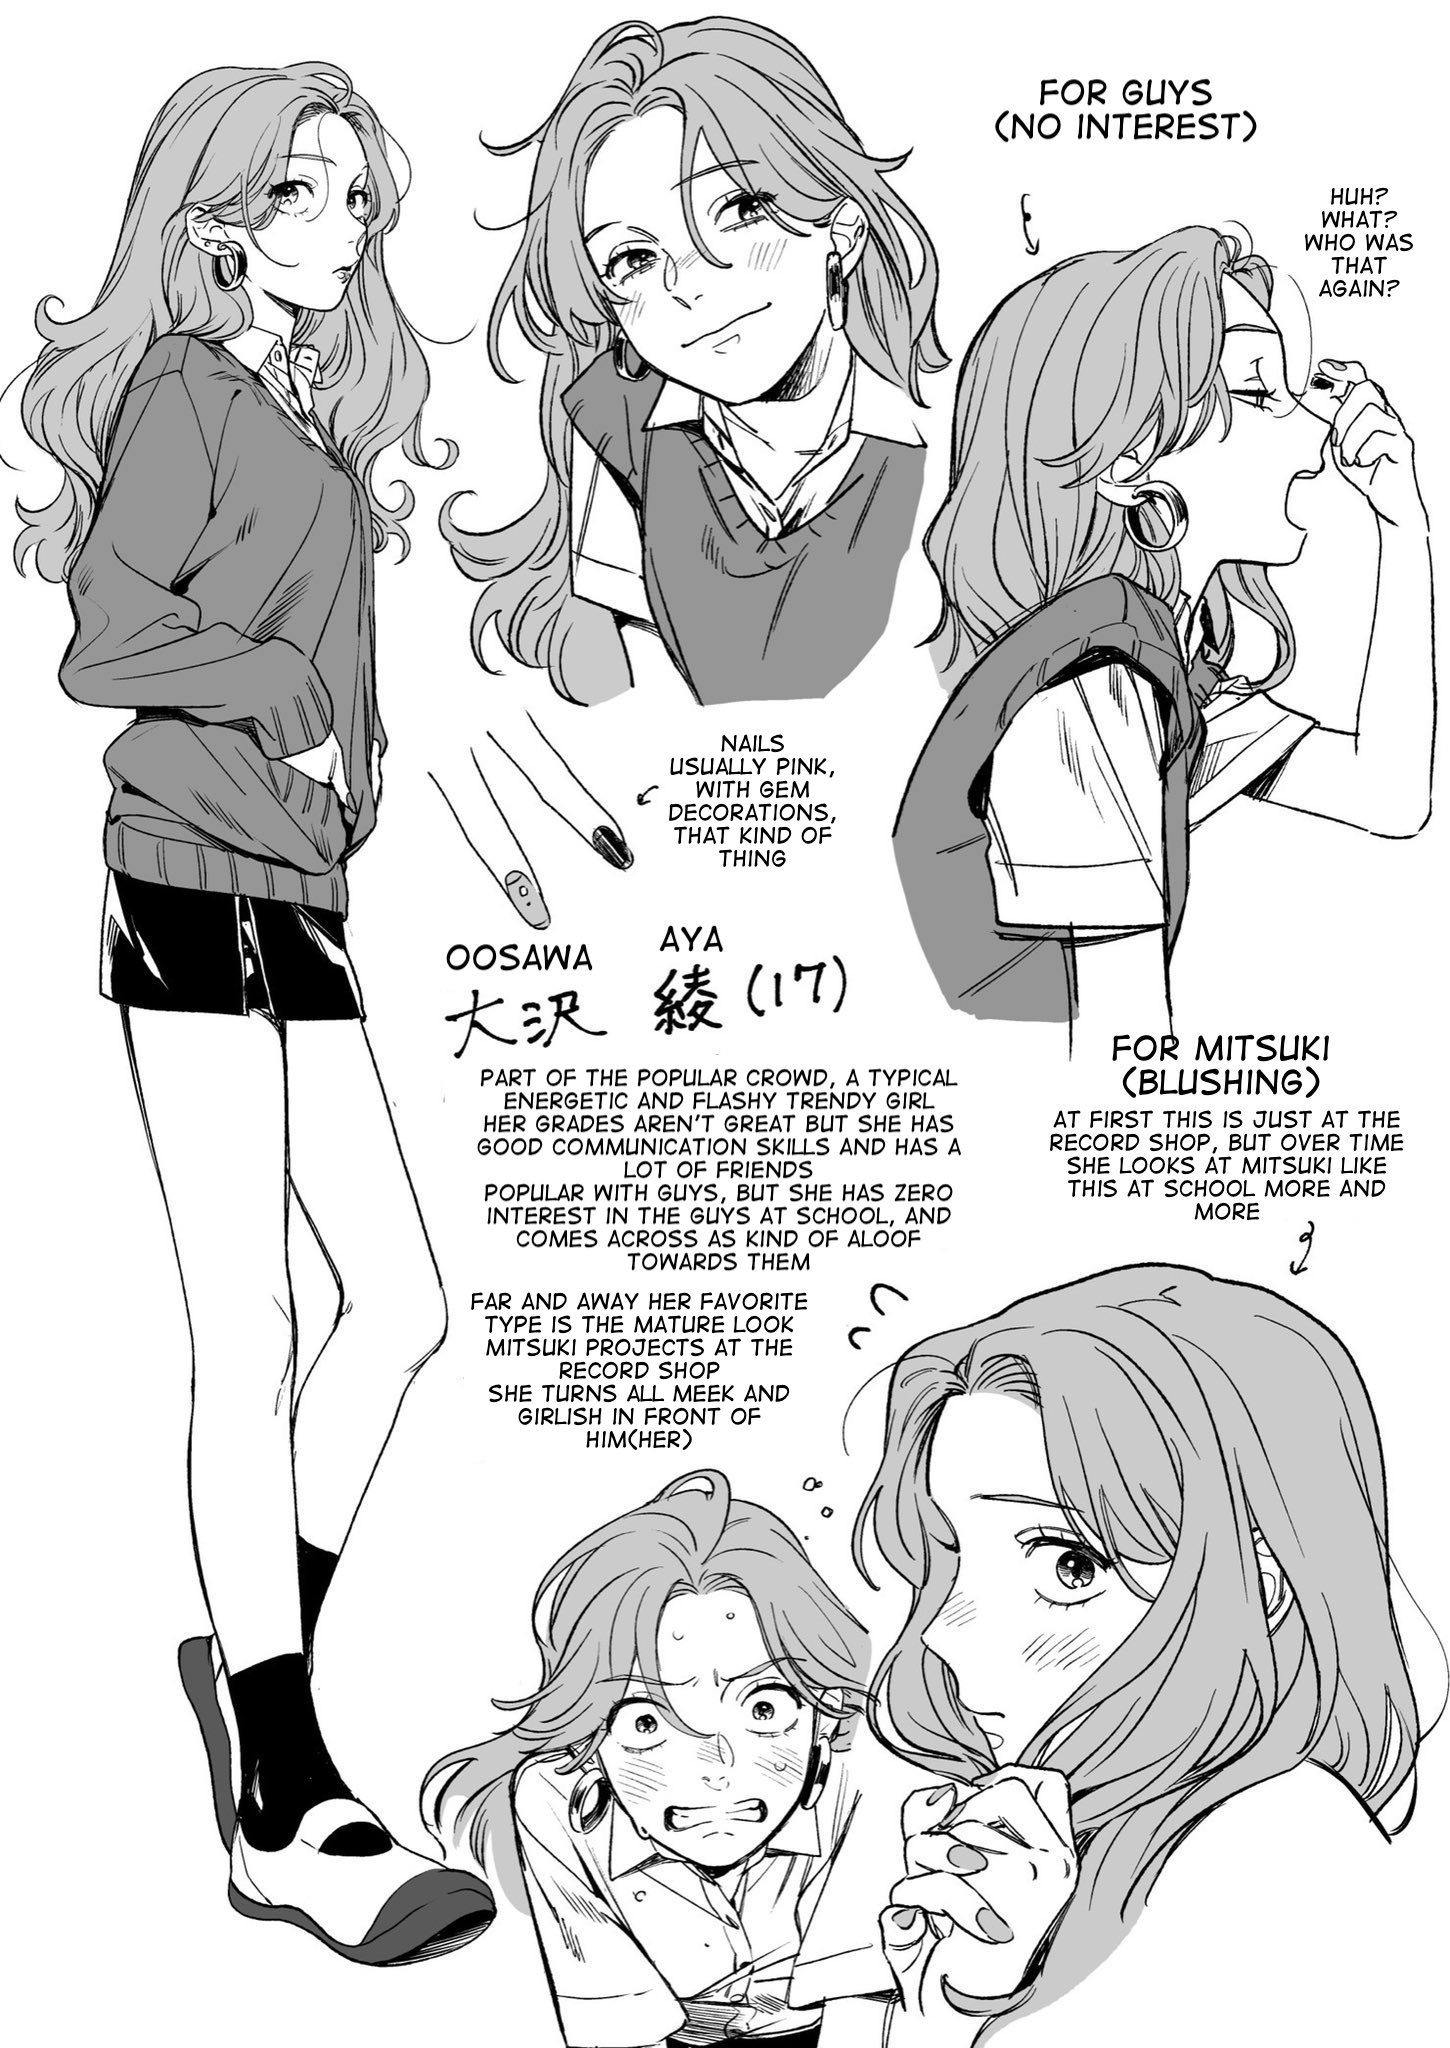 FOR GUYS
(NO INTEREST)
HUH?
WHAT?
WHO WAS
THAT
AGAIN?
NAILS
USUALLY PINK,
WITH GEM
DECORATIONS,
THAT KIND OF
THING
OOSAWA AYA
大沢 綾 (17)
PART OF THE POPULAR CROWD, A TYPICAL
ENERGETIC AND FLASHY TRENDY GIRL
HER GRADES AREN'T GREAT BUT SHE HAS
GOOD COMMUNICATION SKILLS AND HAS A
LOT OF FRIENDS
POPULAR WITH GUYS, BUT SHE HAS ZERO
INTEREST IN THE GUYS AT SCHOOL, AND
COMES ACROSS AS KIND OF ALOOF
TOWARDS THEM
FAR AND AWAY HER FAVORITE
TYPE IS THE MATURE LOOK
MITSUKI PROJECTS AT THE
RECORD SHOP
SHE TURNS ALL MEEK AND
GIRLISH IN FRONT OF
HIM(HER)
FOR MITSUKI
(BLUSHING)
AT FIRST THIS IS JUST AT THE
RECORD SHOP, BUT OVER TIME
SHE LOOKS AT MITSUKI LIKE
THIS AT SCHOOL MORE AND
MORE